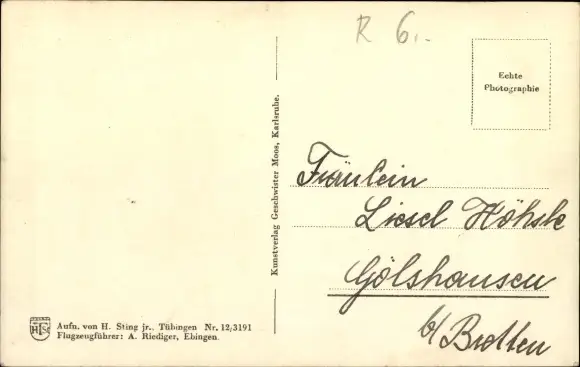 R 6.-
Echte
Photographie
Kunstverlag Geschwister Moos, Karlsruhe.
Fräulein
Liesel
Gölshausen
b/ Bretten
HS
Aufn. von H. Sting jr., Tübingen Nr. 12/3191
Flugzeugführer: A. Riediger, Ebingen.